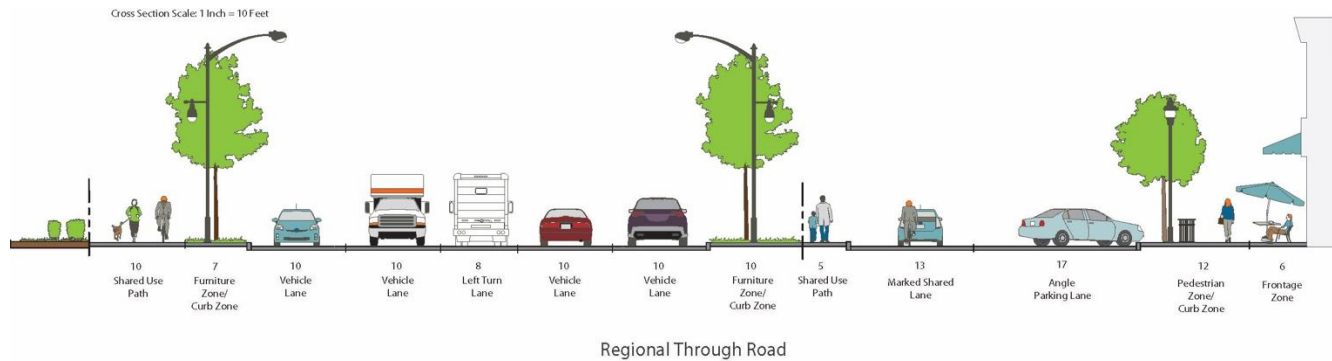 Cross Section Scale: 1 Inch = 10 Feet
10
Shared Use
Path
7
Furniture
Zone/
Curb Zone
10
Vehicle
Lane
10
Vehicle
Lane
8
Left Turn
Lane
10
Vehicle
Lane
10
Vehicle
Lane
10
Furniture
Zone/
Curb Zone
5
Shared Use
Path
13
Marked Shared
Lane
17
Angle
Parking Lane
12
Pedestrian
Zone/
Curb Zone
6
Frontage
Zone
Regional Through Road